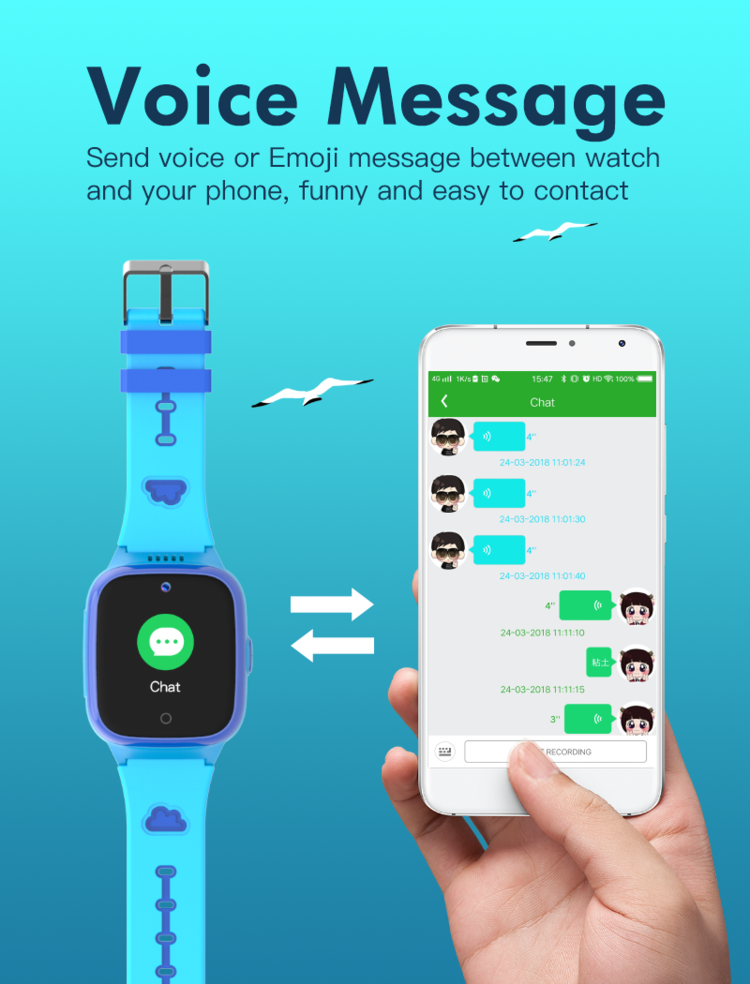 Voice Message
Send voice or Emoji message between watch
and your phone, funny and easy to contact
4G 1K/s 15:47 HD 100%
Chat
4"
24-03-2018 11:01:24
4"
24-03-2018 11:01:30
4"
24-03-2018 11:01:40
4"
24-03-2018 11:11:10
粘土
24-03-2018 11:11:15
3"
RECORDING
Chat